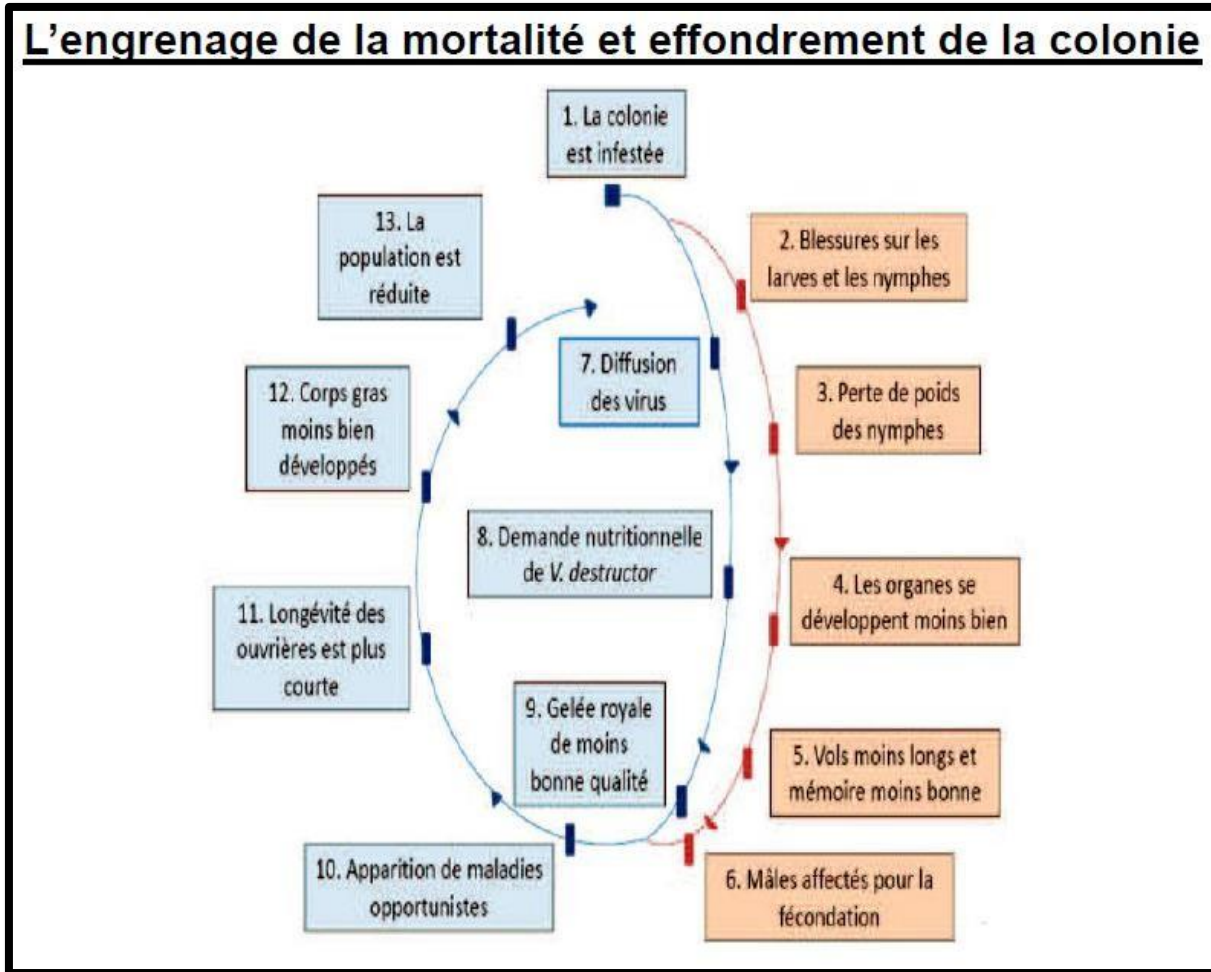 L'engrenage de la mortalité et effondrement de la colonie
1. La colonie
est infestée
2. Blessures sur les
larves et les nymphes
3. Perte de poids
des nymphes
4. Les organes se
développent moins bien
5. Vols moins longs et
mémoire moins bonne
6. Mâles affectés pour la
fécondation
7. Diffusion
des virus
8. Demande nutritionnelle
de V. destructor
9. Gelée royale
de moins
bonne qualité
10. Apparition de maladies
opportunistes
11. Longévité des
ouvrières est plus
courte
12. Corps gras
moins bien
développés
13. La
population est
réduite